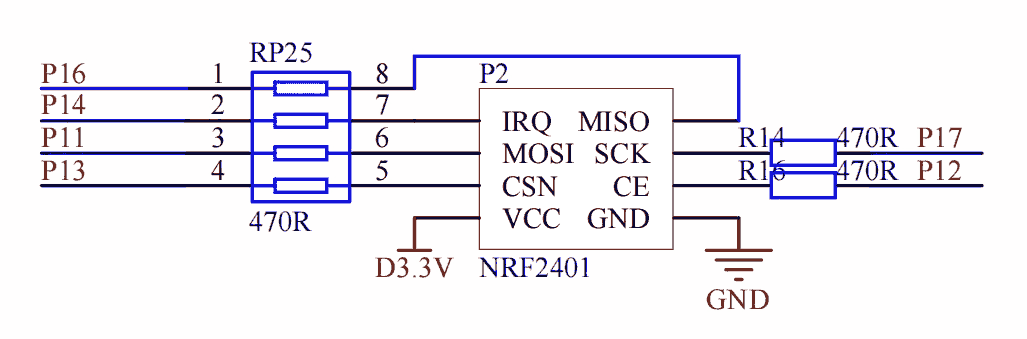 RP25
P16 1 8 P2
P14 2 7 IRQ MISO
P11 3 6 MOSI SCK R14 470R P17
P13 4 5 CSN CE R16 470R P12
470R VCC GND
D3.3V NRF2401 GND